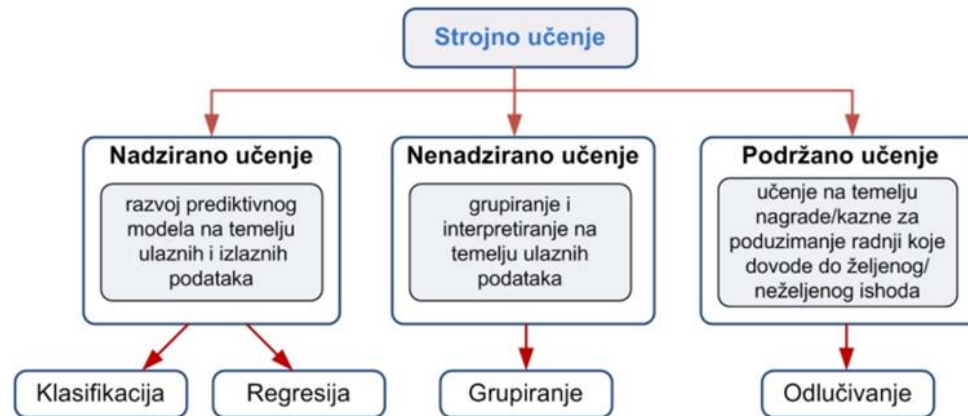 Strojno učenje
Nadzirano učenje
razvoj prediktivnog
modela na temelju
ulaznih i izlaznih
podataka
Nenadzirano učenje
grupiranje i
interpretiranje na
temelju ulaznih
podataka
Podržano učenje
učenje na temelju
nagrade/kazne za
poduzimanje radnji koje
dovode do željenog/
neželjenog ishoda
Klasifikacija
Regresija
Grupiranje
Odlučivanje